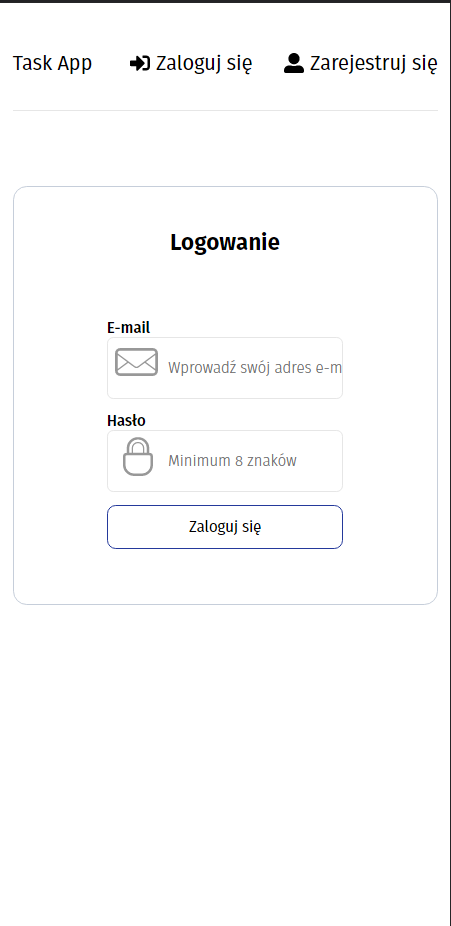 Task App Zaloguj się Zarejestruj się
Logowanie
E-mail
Wprowadź swój adres e-m
Hasło
Minimum 8 znaków
Zaloguj się